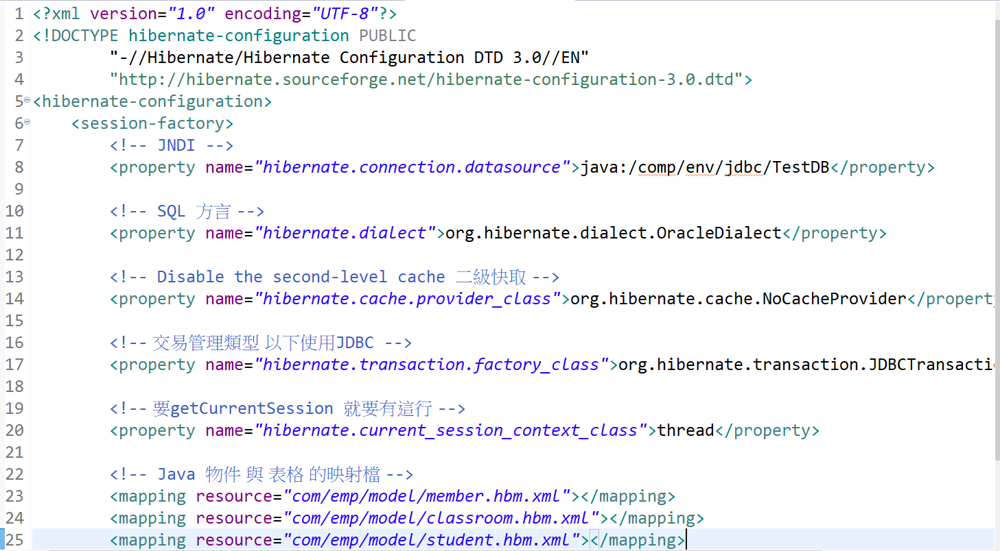 1 <?xml version="1.0" encoding="UTF-8"?>
2 <!DOCTYPE hibernate-configuration PUBLIC
3 "-//Hibernate/Hibernate Configuration DTD 3.0//EN"
4 "http://hibernate.sourceforge.net/hibernate-configuration-3.0.dtd">
5 <hibernate-configuration>
6 <session-factory>
7 <!-- JNDI -->
8 <property name="hibernate.connection.datasource">java:/comp/env/jdbc/TestDB</property>
9
10 <!-- SQL 方言 -->
11 <property name="hibernate.dialect">org.hibernate.dialect.OracleDialect</property>
12
13 <!-- Disable the second-level cache 二級快取 -->
14 <property name="hibernate.cache.provider_class">org.hibernate.cache.NoCacheProvider</property
15
16 <!-- 交易管理類型 以下使用JDBC -->
17 <property name="hibernate.transaction.factory_class">org.hibernate.transaction.JDBCTransacti
18
19 <!-- 要getCurrentSession 就要有這行 -->
20 <property name="hibernate.current_session_context_class">thread</property>
21
22 <!-- Java 物件 與 表格 的映射檔 -->
23 <mapping resource="com/emp/model/member.hbm.xml"></mapping>
24 <mapping resource="com/emp/model/classroom.hbm.xml"></mapping>
25 <mapping resource="com/emp/model/student.hbm.xml"></mapping>